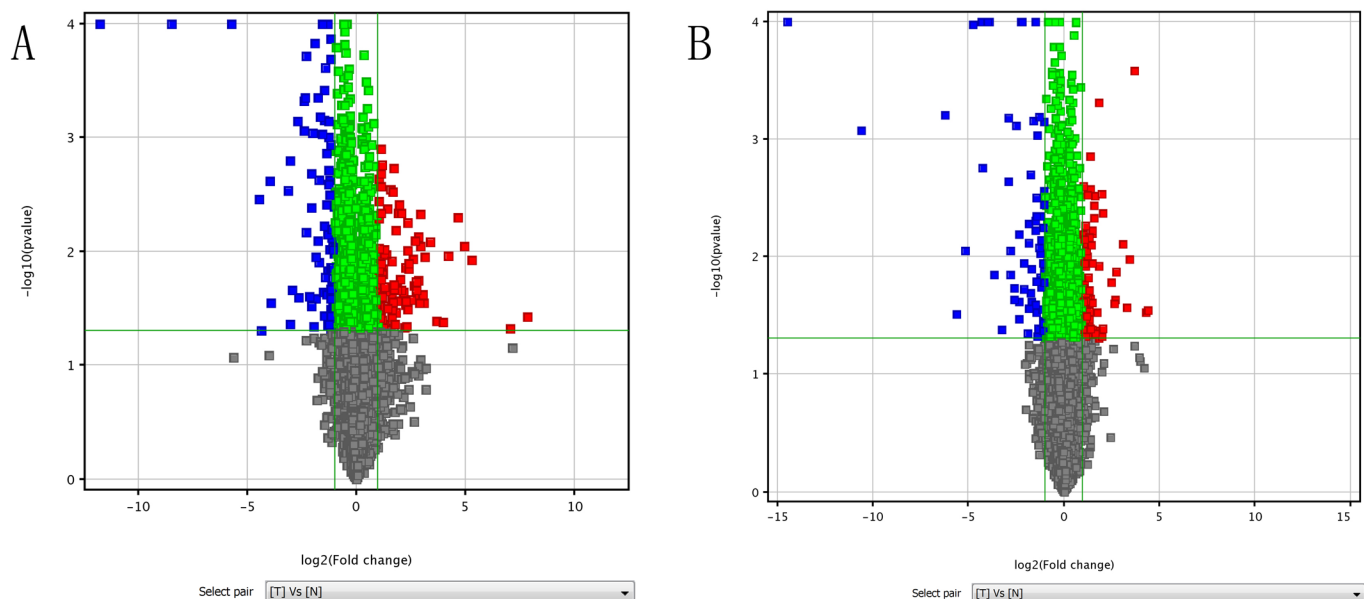 A
4
3
2
1
0
-log10(pvalue)
-10
-5
0
5
10
log2(Fold change)
Select pair
[T] Vs [N]
B
4
3
2
1
0
-log10(pvalue)
-15
-10
-5
0
5
10
15
log2(Fold change)
Select pair
[T] Vs [N]